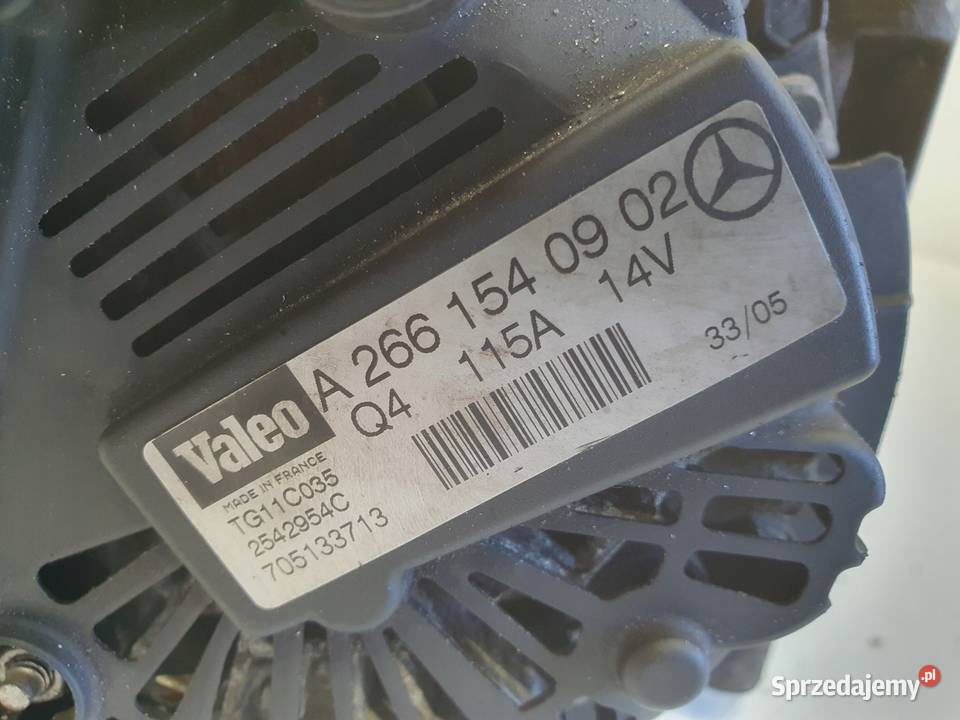 A 266 154 09 02
Q4 115A 14V
33/05
Valeo
MADE IN FRANCE
TG11C035
2542954C
705133713
Sprzedajemy.pl